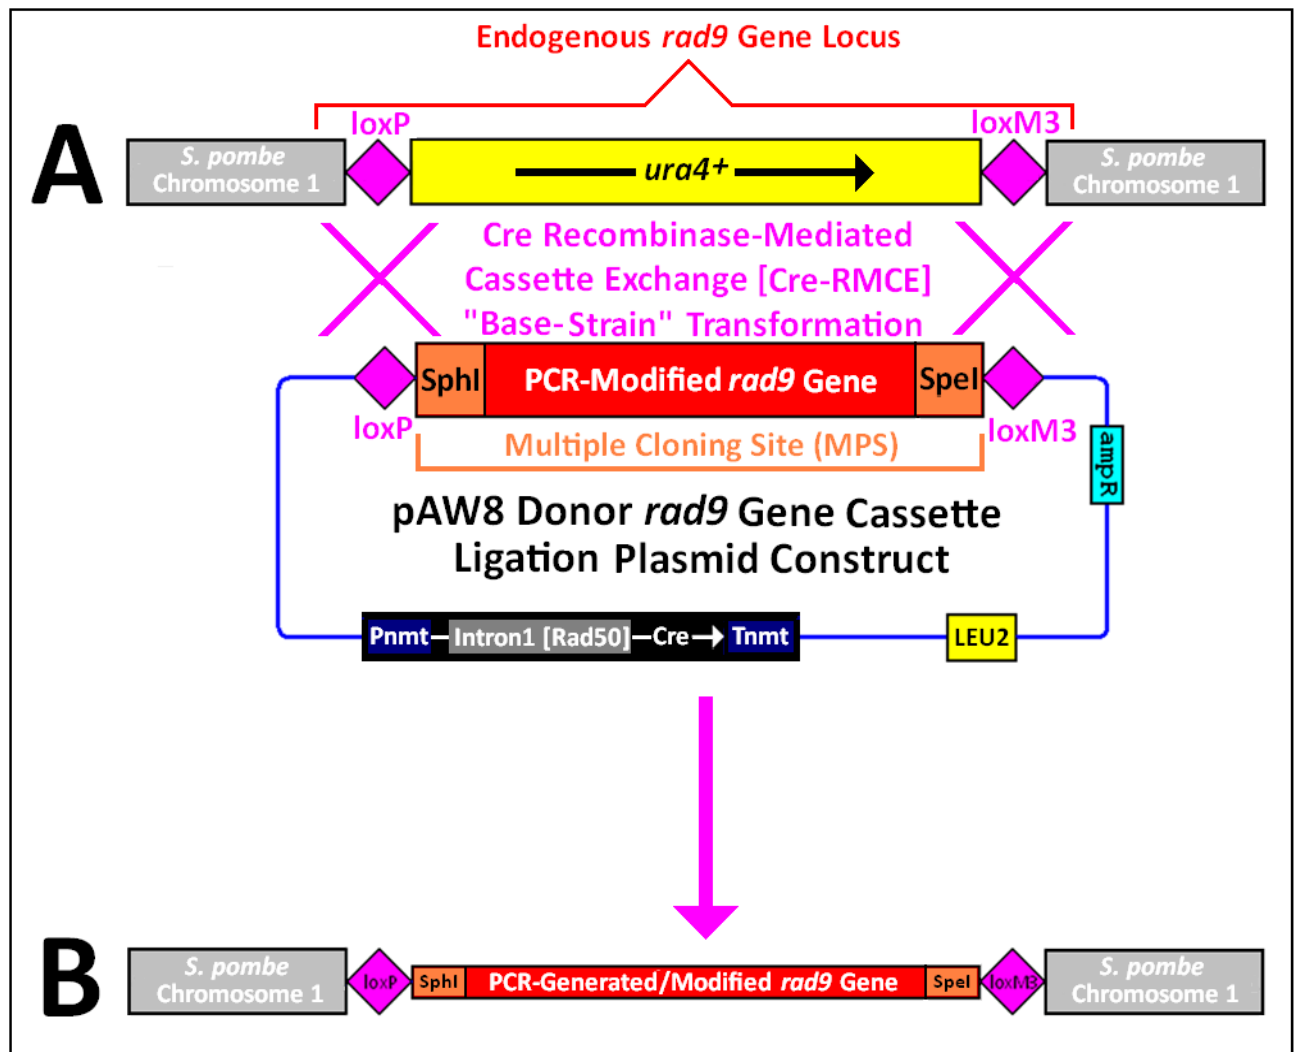 Endogenous rad9 Gene Locus
A
S. pombe
Chromosome 1
loxP
ura4+
loxM3
S. pombe
Chromosome 1
Cre Recombinase-Mediated
Cassette Exchange [Cre-RMCE]
"Base-Strain" Transformation
loxP
SphI
PCR-Modified rad9 Gene
SpeI
loxM3
Multiple Cloning Site (MPS)
ampR
pAW8 Donor rad9 Gene Cassette
Ligation Plasmid Construct
Pnmt
Intron1 [Rad50]
Cre
Tnmt
LEU2
B
S. pombe
Chromosome 1
loxP
SphI
PCR-Generated/Modified rad9 Gene
SpeI
loxM3
S. pombe
Chromosome 1